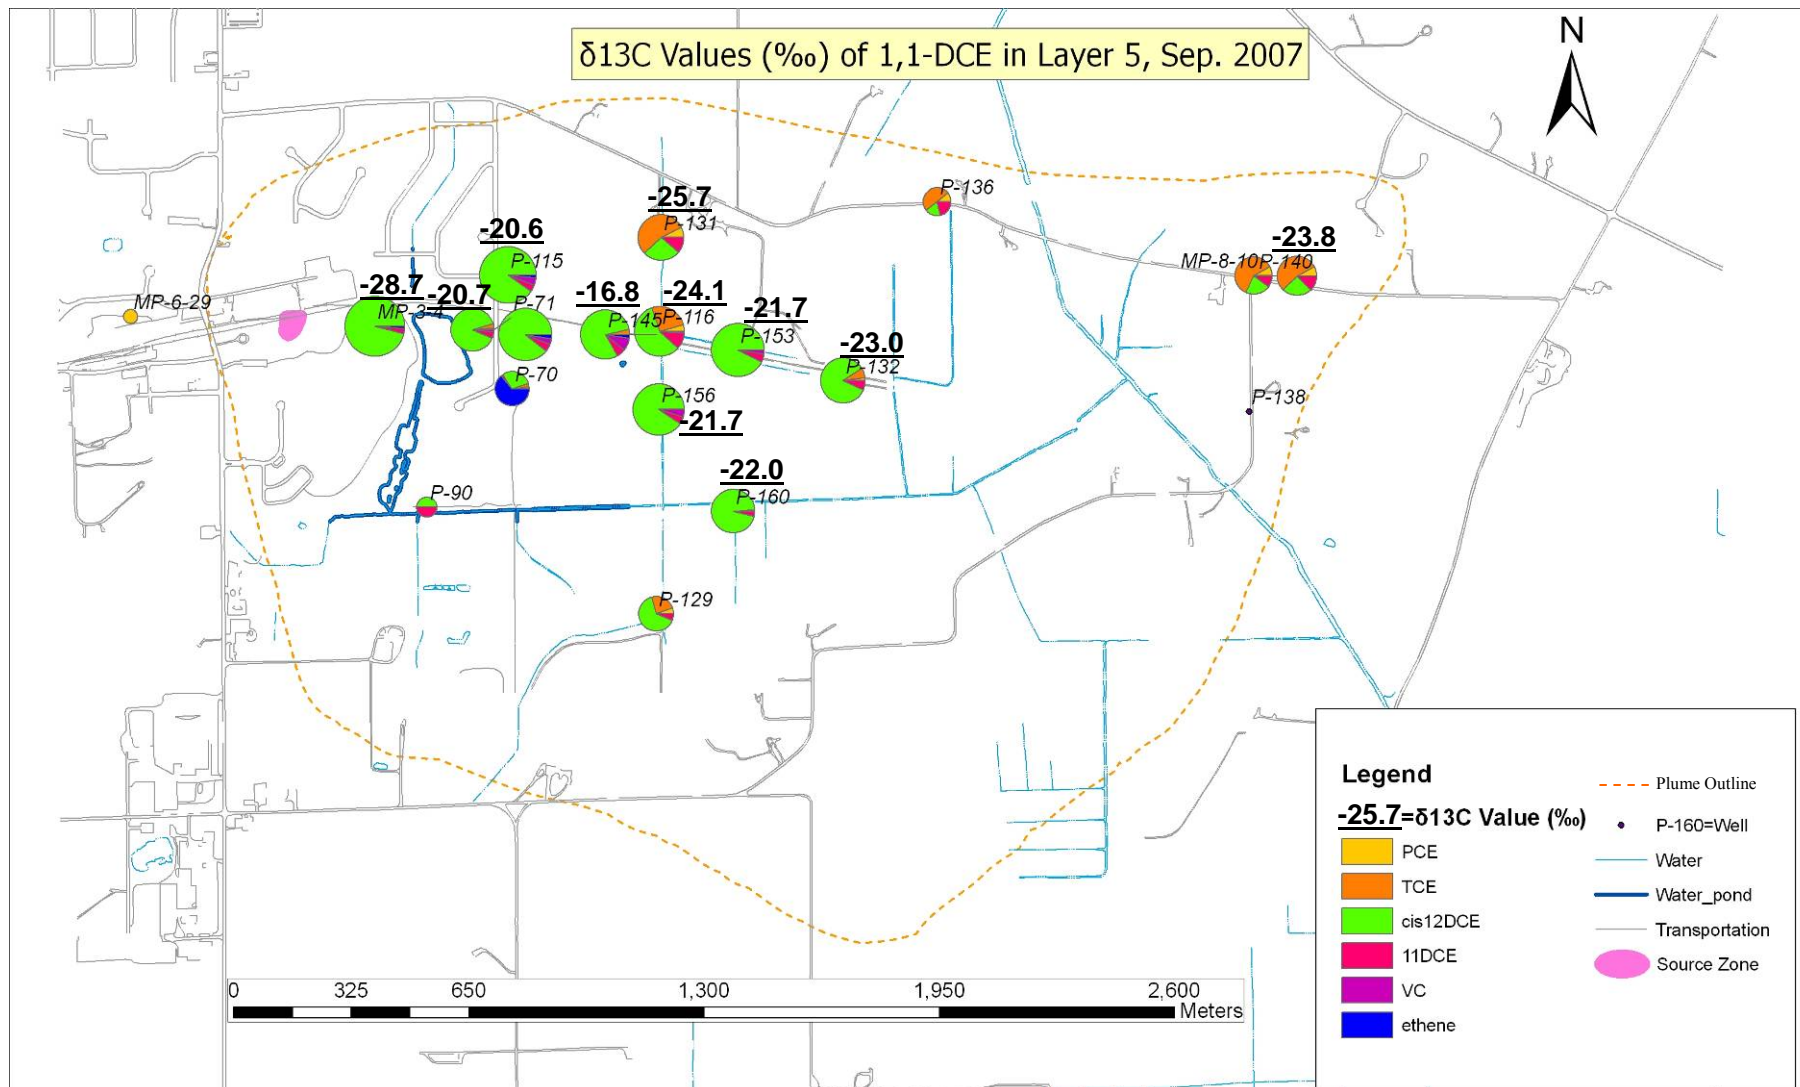 δ13C Values (‰) of 1,1-DCE in Layer 5, Sep. 2007
N
P-136
-25.7
P-131
-20.6
P-115
-23.8
MP-8-10
P-140
MP-6-29
-28.7
MP-3-4
-20.7
P-71
-16.8
P-145
-24.1
P-116
-21.7
P-153
-23.0
P-132
P-70
P-156
-21.7
P-138
-22.0
P-160
P-90
P-129
Legend
-25.7=δ13C Value (‰)
PCE
TCE
cis12DCE
11DCE
VC
ethene
Plume Outline
P-160=Well
Water
Water_pond
Transportation
Source Zone
0 325 650 1,300 1,950 2,600
Meters